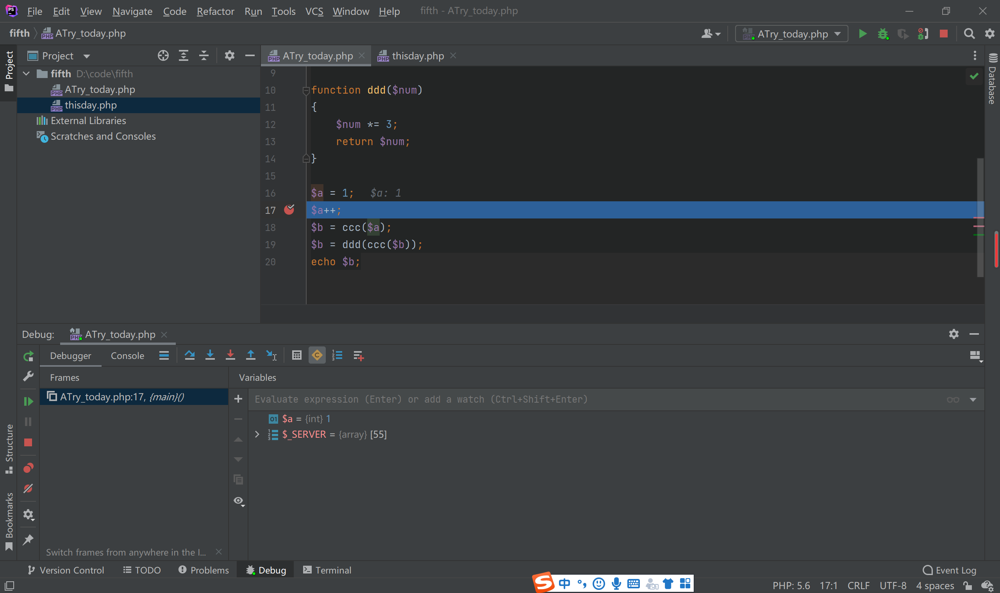 File Edit View Navigate Code Refactor Run Tools VCS Window Help fifth - ATry_today.php
fifth ATry_today.php ATry_today.php
Project
Project
ATry_today.php thisday.php
Database
fifth D:\code\fifth
ATry_today.php
thisday.php
External Libraries
Scratches and Consoles
9
10 function ddd($num)
11 {
12 $num *= 3;
13 return $num;
14 }
15
16 $a = 1; $a: 1
17 $a++;
18 $b = ccc($a);
19 $b = ddd(ccc($b));
20 echo $b;
Debug: ATry_today.php
Debugger Console
Frames Variables
ATry_today.php:17, {main}()
Evaluate expression (Enter) or add a watch (Ctrl+Shift+Enter)
01 $a = {int} 1
$_SERVER = {array} [55]
Structure
Bookmarks
Switch frames from anywhere in the I...
Version Control TODO Problems Debug Terminal Event Log
中
PHP: 5.6 17:1 CRLF UTF-8 4 spaces